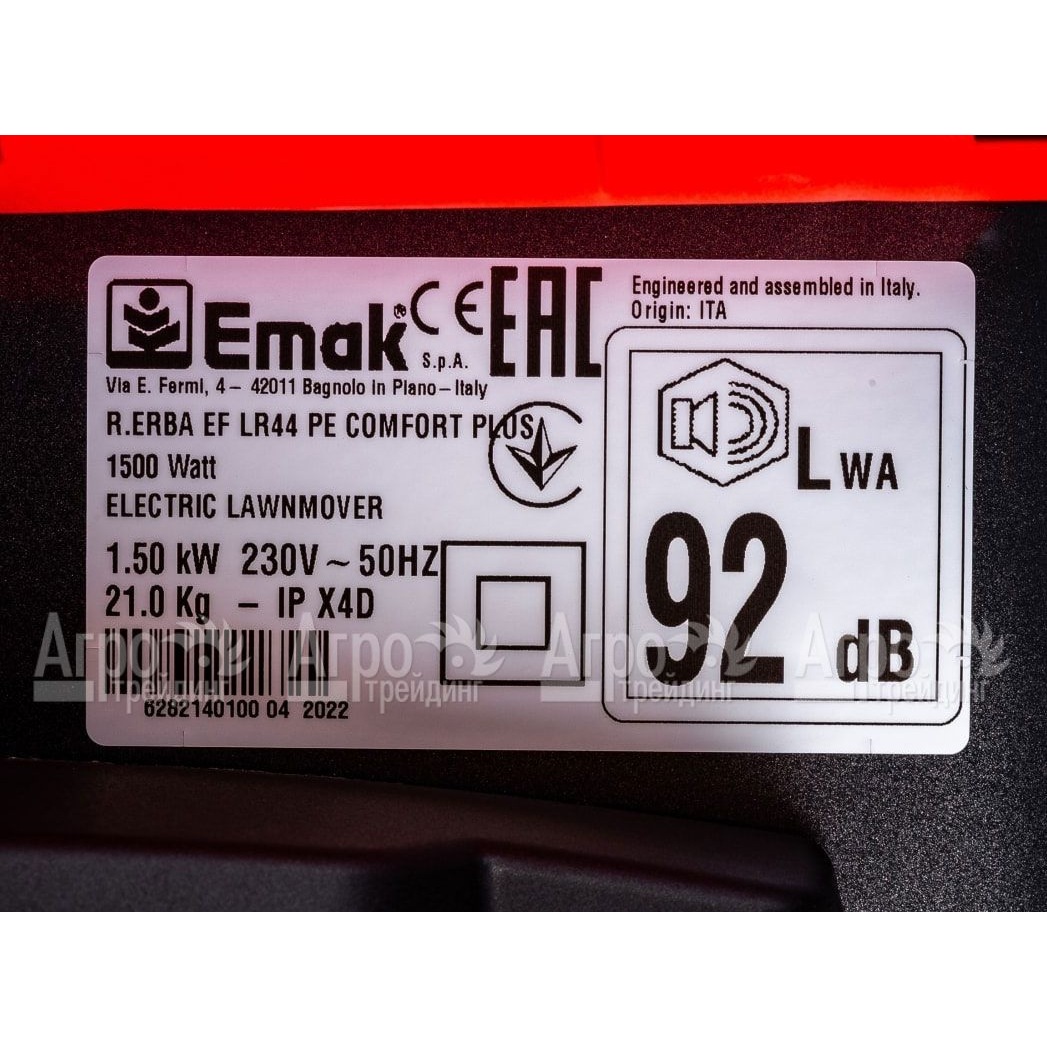 Emak® S.p.A.
CE EAC
Via E. Fermi, 4 – 42011 Bagnolo in Piano – Italy
R.ERBA EF LR44 PE COMFORT PLUS
1500 Watt
ELECTRIC LAWNMOVER
1.50 kW 230V ~ 50HZ
21.0 Kg – IP X4D
6282140100 04 2022
Engineered and assembled in Italy.
Origin: ITA
LWA
92 dB
Агро трейдинг
Агро трейдинг
Агро трейдинг
Агро трейдинг